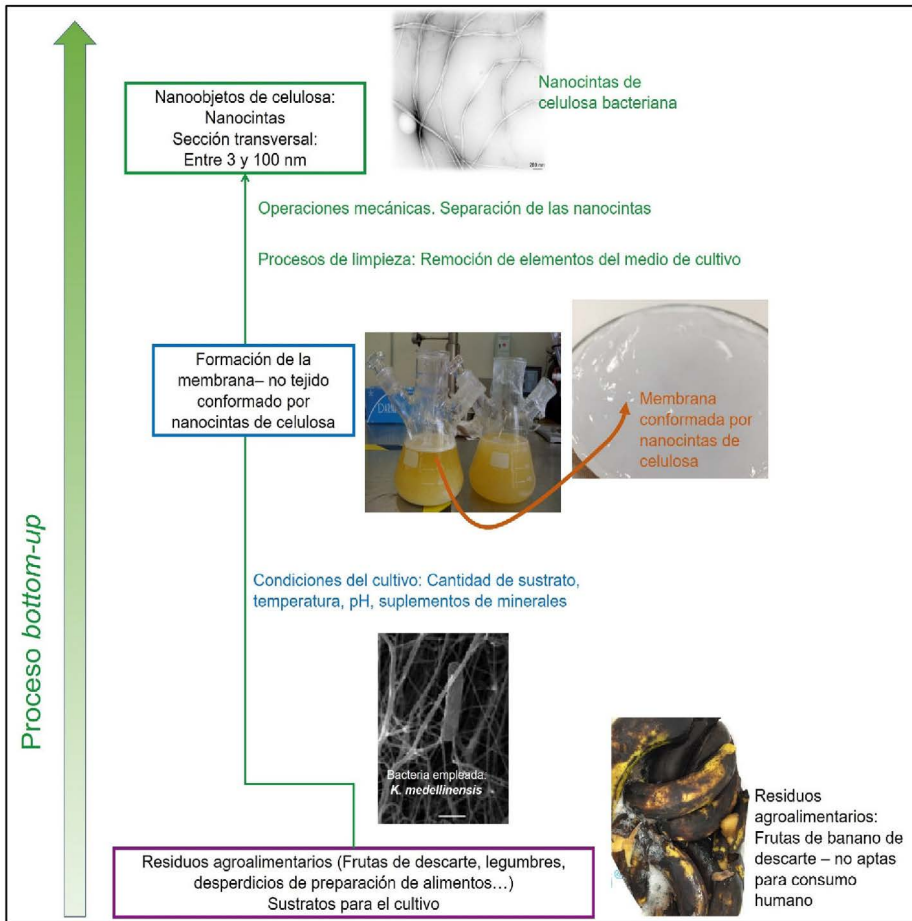 Nanocintas de
celulosa bacteriana
Nanoobjetos de celulosa:
Nanocintas
Sección transversal:
Entre 3 y 100 nm
200 nm
Operaciones mecánicas. Separación de las nanocintas
Procesos de limpieza: Remoción de elementos del medio de cultivo
Formación de la
membrana– no tejido
conformado por
nanocintas de celulosa
Membrana
conformada por
nanocintas de
celulosa
Condiciones del cultivo: Cantidad de sustrato,
temperatura, pH, suplementos de minerales
Proceso bottom-up
Bacteria empleada:
K. medellinensis
Residuos
agroalimentarios:
Frutas de banano de
descarte – no aptas
para consumo
humano
Residuos agroalimentarios (Frutas de descarte, legumbres,
desperdicios de preparación de alimentos…)
Sustratos para el cultivo